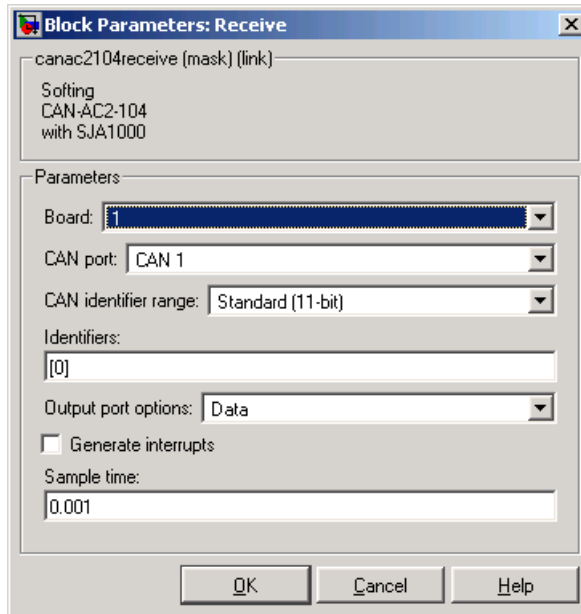 Block Parameters: Receive
canac2104receive (mask) (link)
Softing
CAN-AC2-104
with SJA1000
Parameters
Board: 1
CAN port: CAN 1
CAN identifier range: Standard (11-bit)
Identifiers:
[0]
Output port options: Data
Generate interrupts
Sample time:
0.001
OK Cancel Help